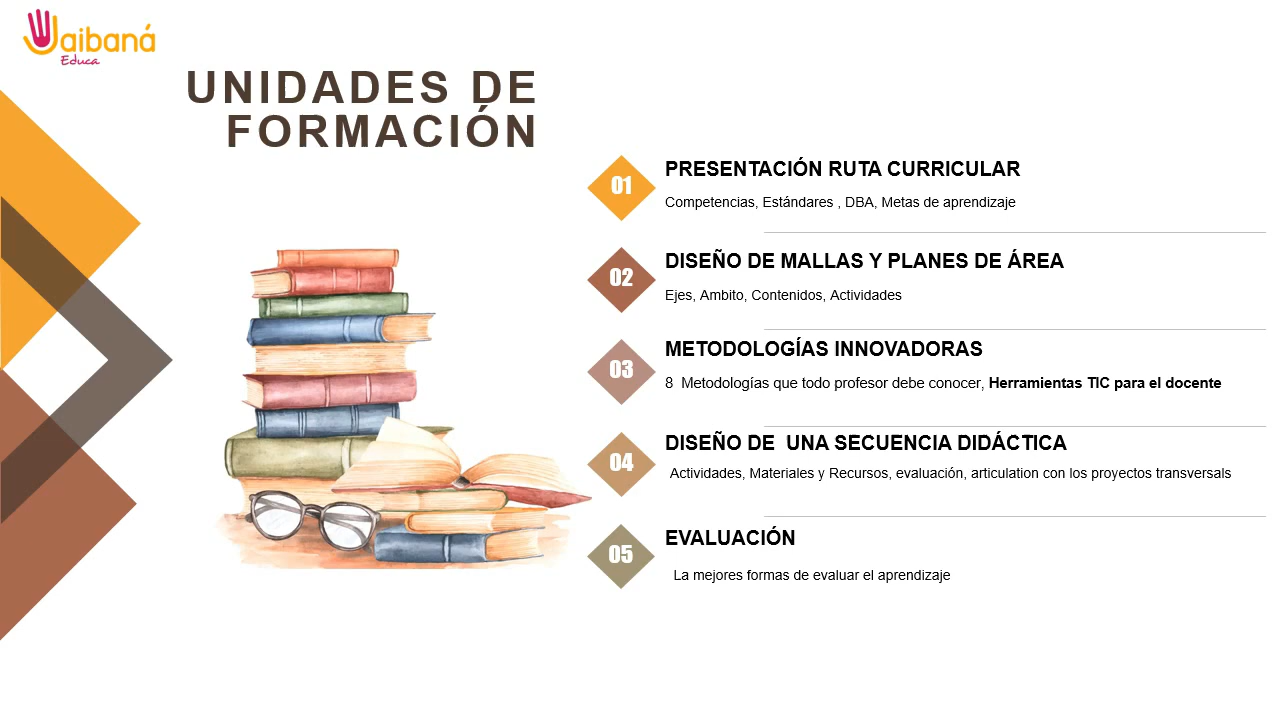 Jaibaná
Educa
UNIDADES DE
FORMACIÓN
01
PRESENTACIÓN RUTA CURRICULAR
Competencias, Estándares , DBA, Metas de aprendizaje
02
DISEÑO DE MALLAS Y PLANES DE ÁREA
Ejes, Ambito, Contenidos, Actividades
03
METODOLOGÍAS INNOVADORAS
8 Metodologías que todo profesor debe conocer, Herramientas TIC para el docente
04
DISEÑO DE UNA SECUENCIA DIDÁCTICA
Actividades, Materiales y Recursos, evaluación, articulation con los proyectos transversals
05
EVALUACIÓN
La mejores formas de evaluar el aprendizaje